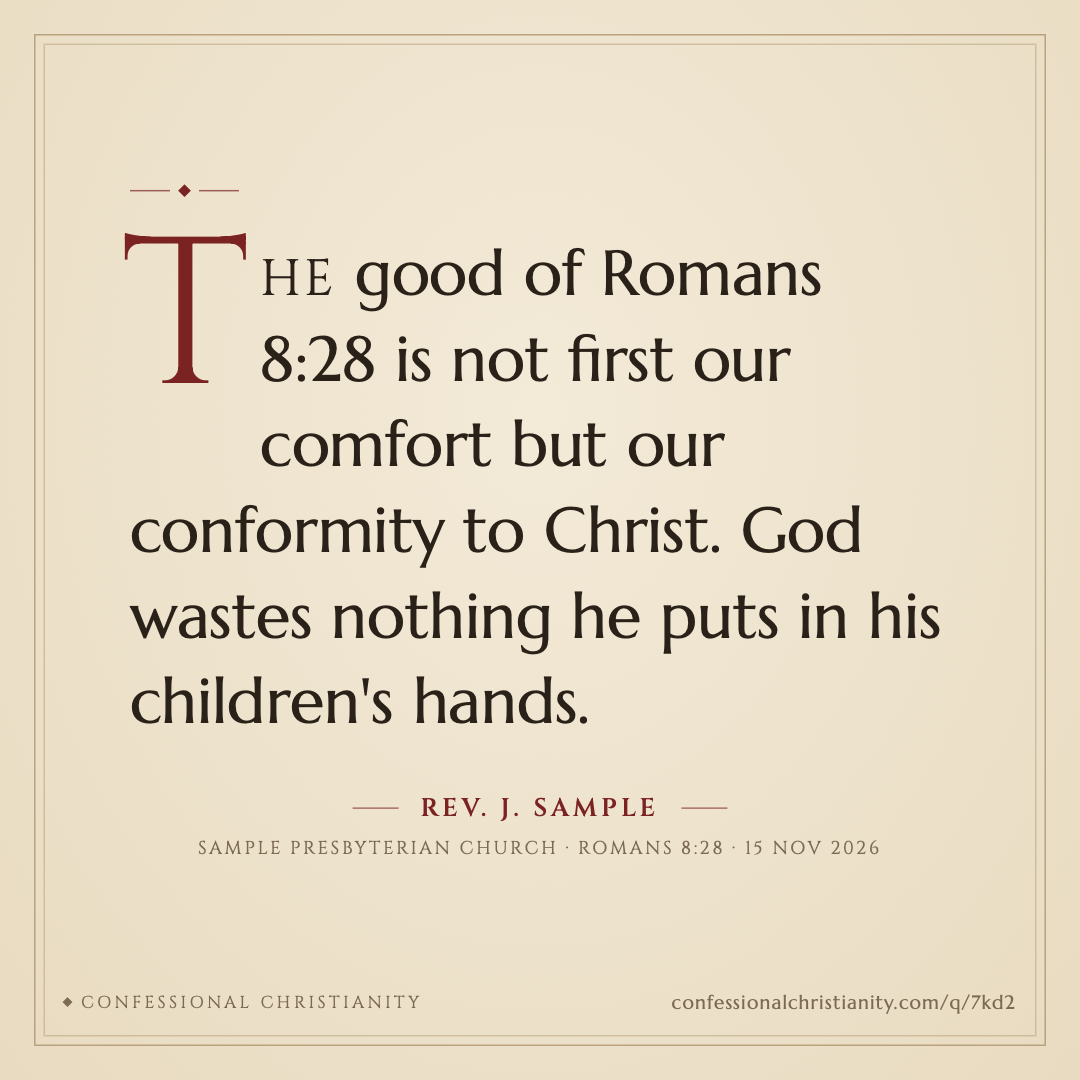 THE good of Romans
8:28 is not first our
comfort but our
conformity to Christ. God
wastes nothing he puts in his
children's hands.
REV. J. SAMPLE
SAMPLE PRESBYTERIAN CHURCH · ROMANS 8:28 · 15 NOV 2026
CONFESSIONAL CHRISTIANITY
confessionalchristianity.com/q/7kd2